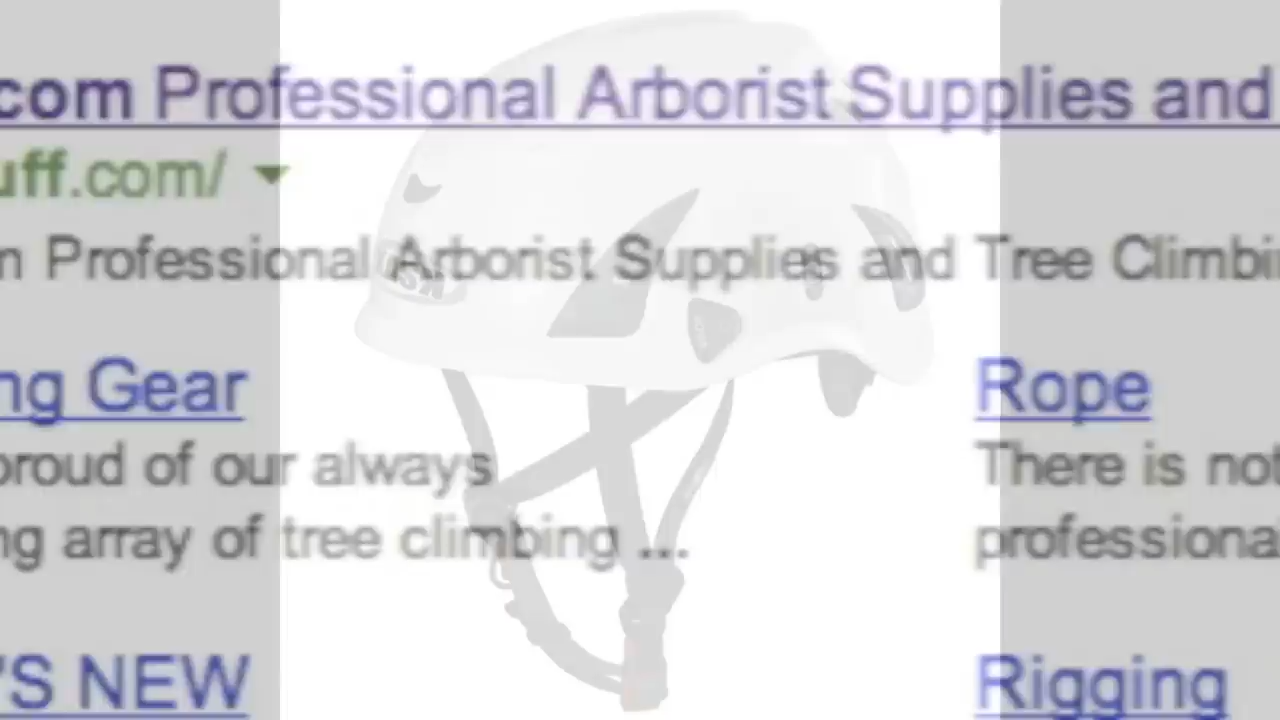 com Professional Arborist Supplies and
uff.com/
m Professional Arborist Supplies and Tree Climbi
ng Gear
Rope
proud of our always
There is not
ng array of tree climbing ...
professiona
'S NEW
Rigging